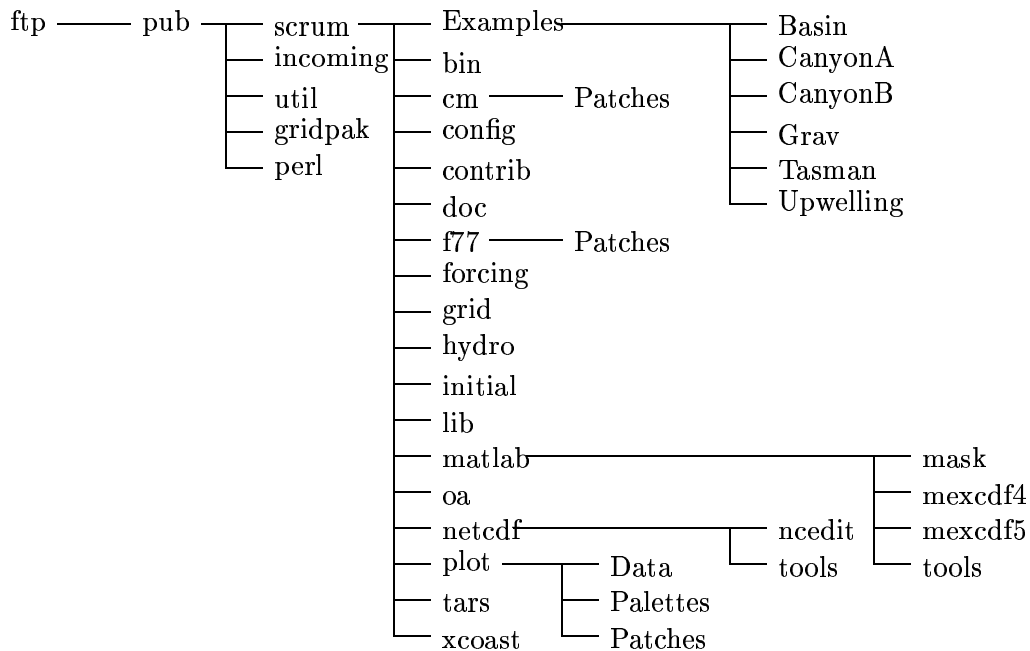 ftp pub scrum Examples Basin
incoming bin CanyonA
util cm Patches CanyonB
gridpak config Grav
perl contrib Tasman
doc Upwelling
f77 Patches
forcing
grid
hydro
initial
lib
matlab mask
oa mexcdf4
netcdf ncedit mexcdf5
plot Data tools tools
tars Palettes
xcoast Patches